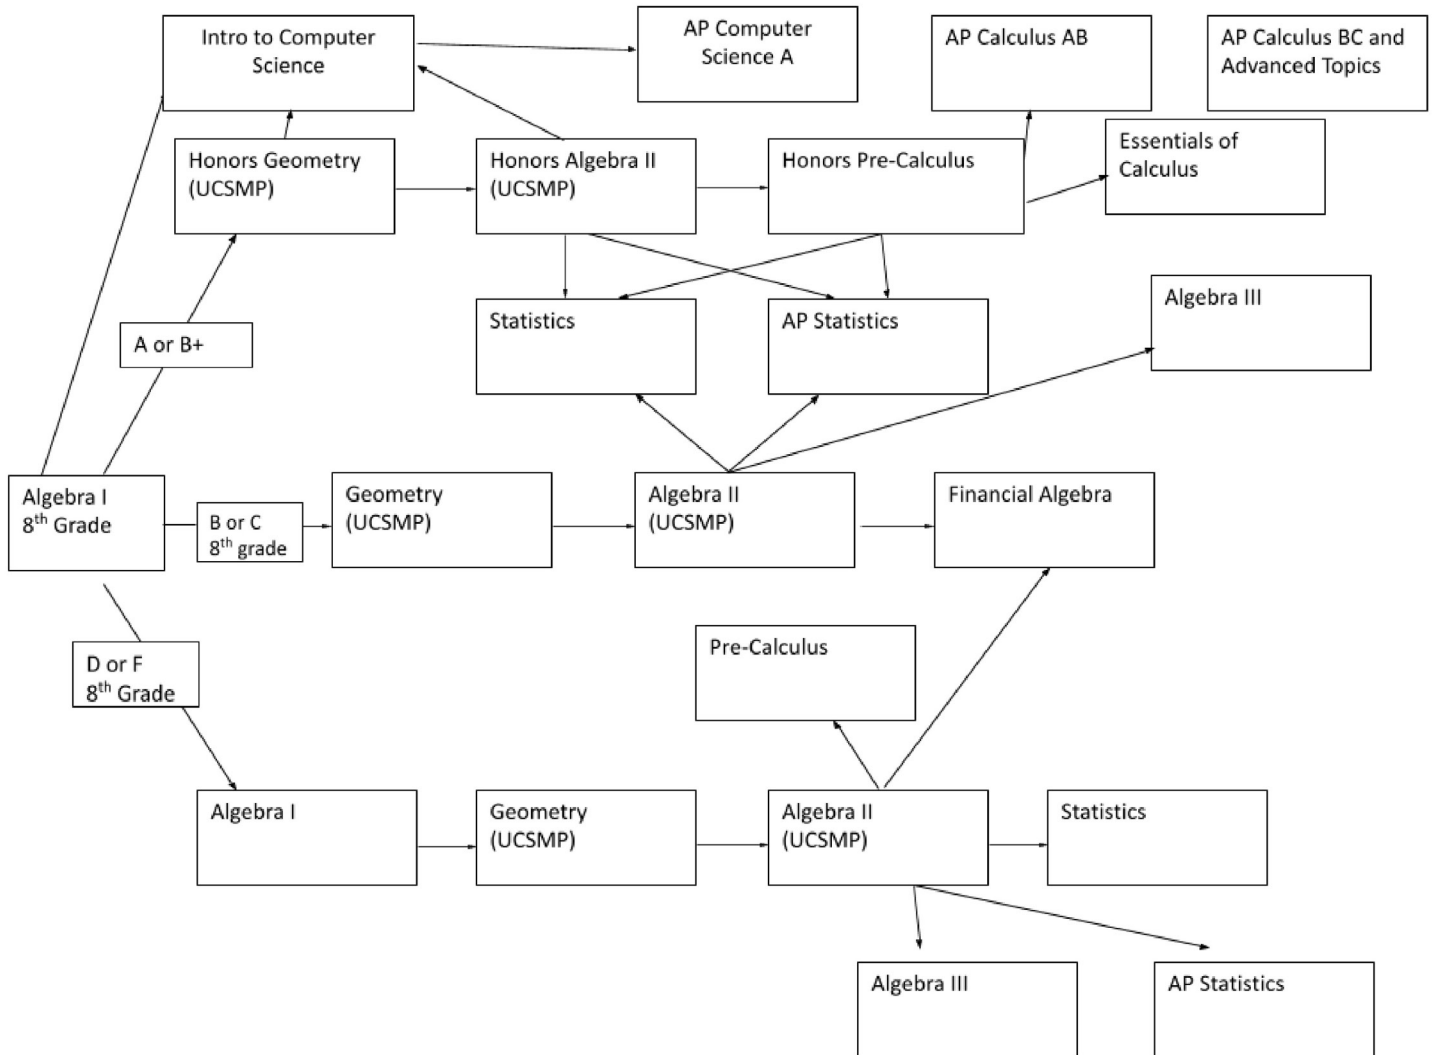 Intro to Computer
Science
AP Computer
Science A
AP Calculus AB
AP Calculus BC and
Advanced Topics
Honors Geometry
(UCSMP)
Honors Algebra II
(UCSMP)
Honors Pre-Calculus
Essentials of
Calculus
Statistics
AP Statistics
Algebra III
A or B+
Algebra I
8th Grade
B or C
8th grade
Geometry
(UCSMP)
Algebra II
(UCSMP)
Financial Algebra
D or F
8th Grade
Pre-Calculus
Algebra I
Geometry
(UCSMP)
Algebra II
(UCSMP)
Statistics
Algebra III
AP Statistics